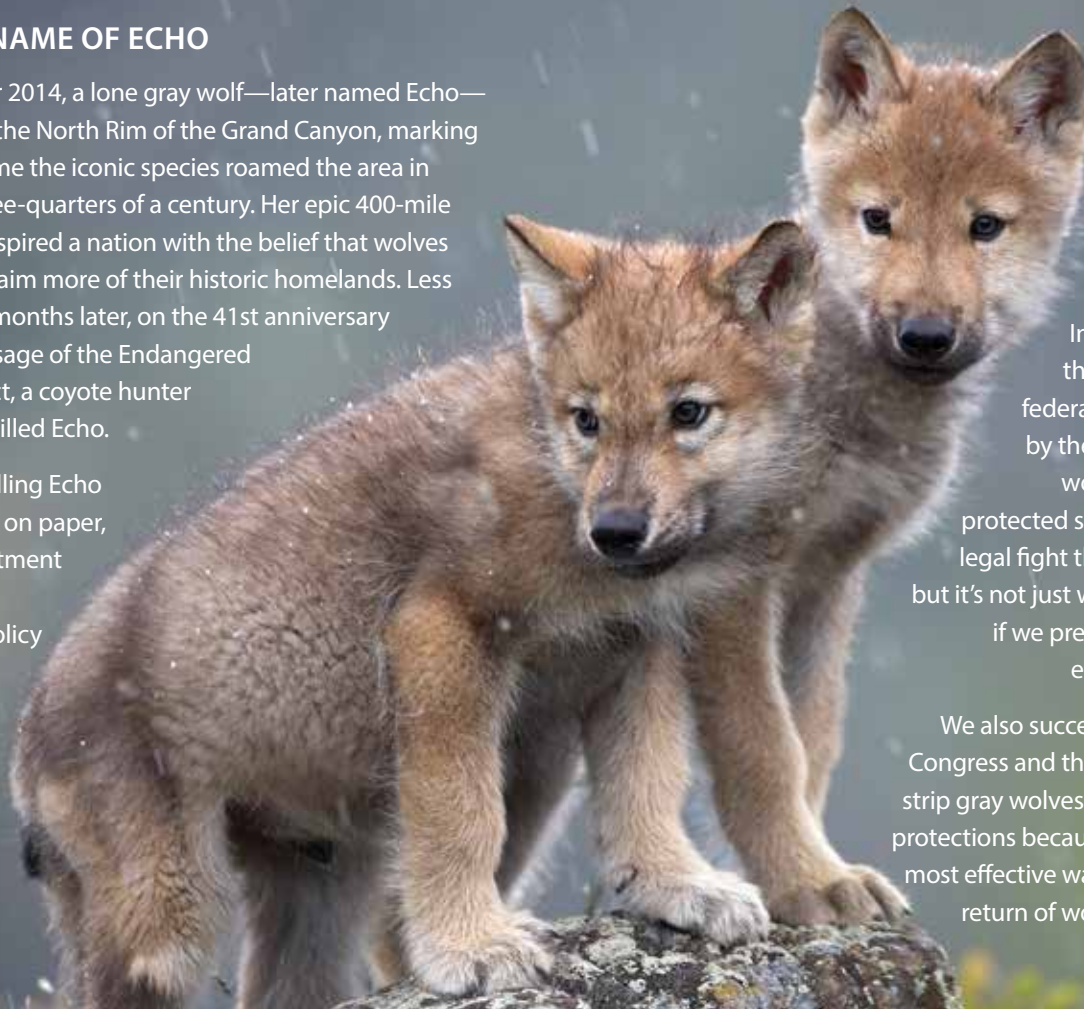 NAME OF ECHO
r 2014, a lone gray wolf—later named Echo—
the North Rim of the Grand Canyon, marking
me the iconic species roamed the area in
ee-quarters of a century. Her epic 400-mile
spired a nation with the belief that wolves
aim more of their historic homelands. Less
months later, on the 41st anniversary
sage of the Endangered
ct, a coyote hunter
illed Echo.
lling Echo
on paper,
tment
olicy
In
th
federa
by the
wo
protected s
legal fight th
but it's not just w
if we pre
e
We also succe
Congress and th
strip gray wolves
protections becau
most effective wa
return of wo